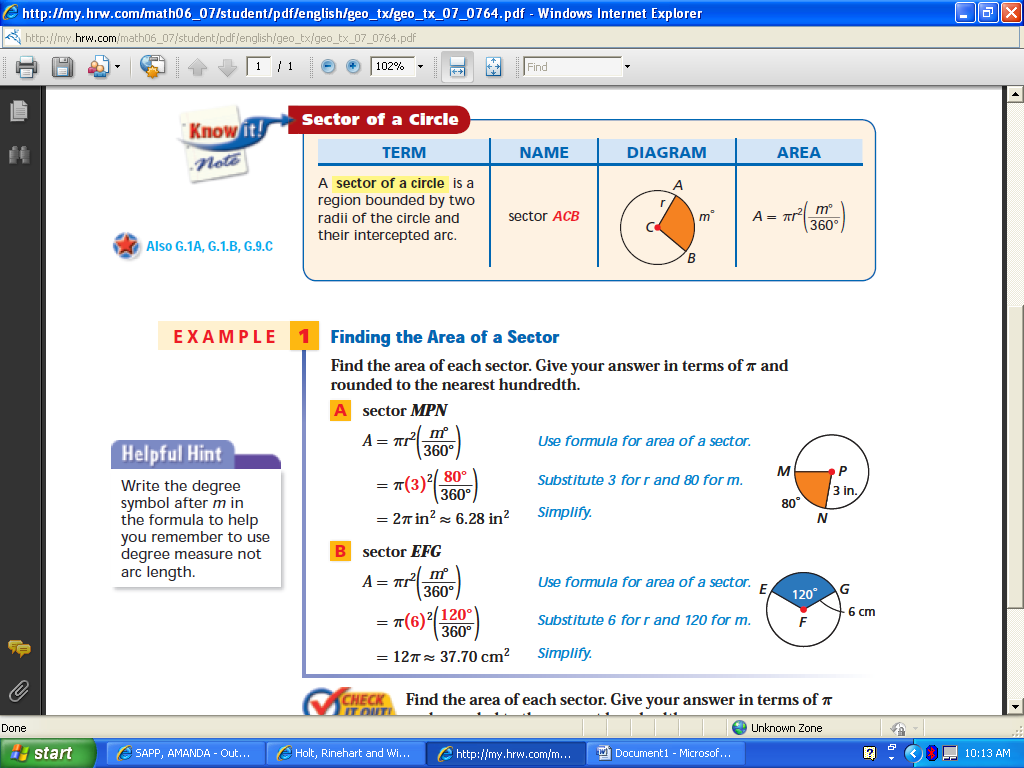 http://my.hrw.com/math06_07/student/pdf/english/geo_tx/geo_tx_07_0764.pdf - Windows Internet Explorer
http://my.hrw.com/math06_07/student/pdf/english/geo_tx/geo_tx_07_0764.pdf
1 / 1 102% Find
Know it!
Note
Sector of a Circle
TERM NAME DIAGRAM AREA
A sector of a circle is a
region bounded by two
radii of the circle and
their intercepted arc.
sector ACB
A
r
C
m°
B
A = πr²(m°/360°)
Also G.1A, G.1.B, G.9.C
EXAMPLE 1 Finding the Area of a Sector
Find the area of each sector. Give your answer in terms of π and
rounded to the nearest hundredth.
A sector MPN
A = πr²(m°/360°) Use formula for area of a sector.
= π(3)²(80°/360°) Substitute 3 for r and 80 for m.
= 2π in² ≈ 6.28 in² Simplify.
M P
3 in.
80°
N
Helpful Hint
Write the degree
symbol after m in
the formula to help
you remember to use
degree measure not
arc length.
B sector EFG
A = πr²(m°/360°) Use formula for area of a sector.
= π(6)²(120°/360°) Substitute 6 for r and 120 for m.
= 12π ≈ 37.70 cm² Simplify.
E 120° G
6 cm
F
CHECK
IT OUT!
Find the area of each sector. Give your answer in terms of π
Done Unknown Zone
start SAPP, AMANDA - Out... Holt, Rinehart and Wi... http://my.hrw.com/m... Document1 - Microsof... 10:13 AM